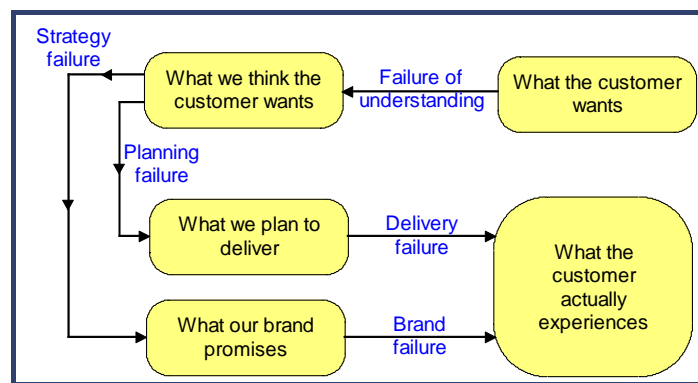 Strategy
failure
What we think the
customer wants
Failure of
understanding
What the customer
wants
Planning
failure
What we plan to
deliver
Delivery
failure
What the
customer
actually
experiences
What our brand
promises
Brand
failure